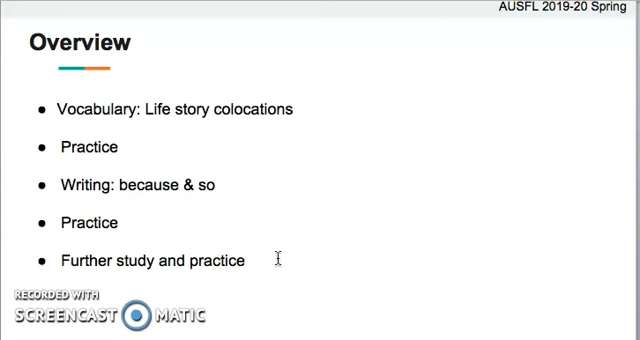 AUSFL 2019-20 Spring
Overview
● Vocabulary: Life story colocations
● Practice
● Writing: because & so
● Practice
● Further study and practice
RECORDED WITH
SCREENCAST MATIC